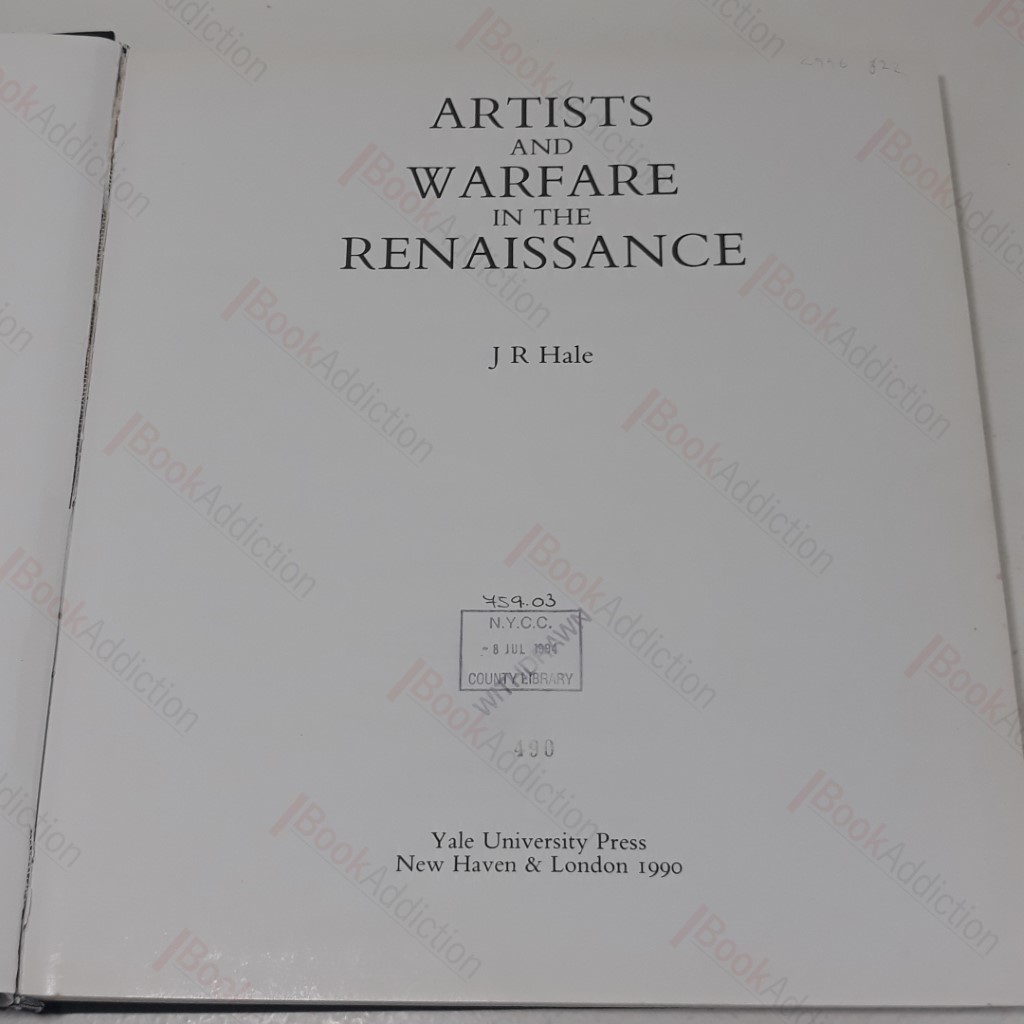 ARTISTS
AND
WARFARE
IN THE
RENAISSANCE
J R Hale
759.03
N.Y.C.C.
- 8 JUL 1994
COUNTY LIBRARY
WITHDRAWN
490
Yale University Press
New Haven & London 1990
BookAddiction